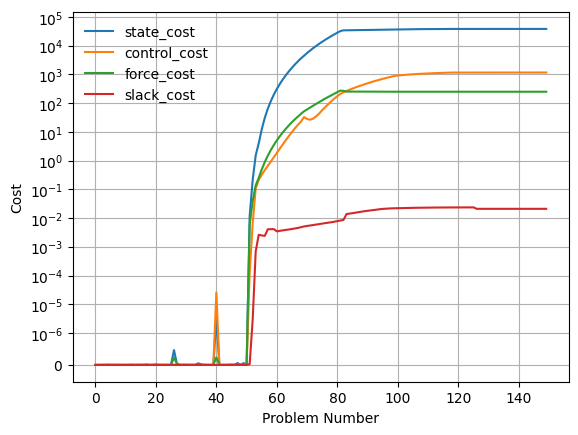 10^5
10^4
10^3
10^2
10^1
10^0
10^−1
10^−2
10^−3
10^−4
10^−5
10^−6
0
Cost
state_cost
control_cost
force_cost
slack_cost
0 20 40 60 80 100 120 140
Problem Number